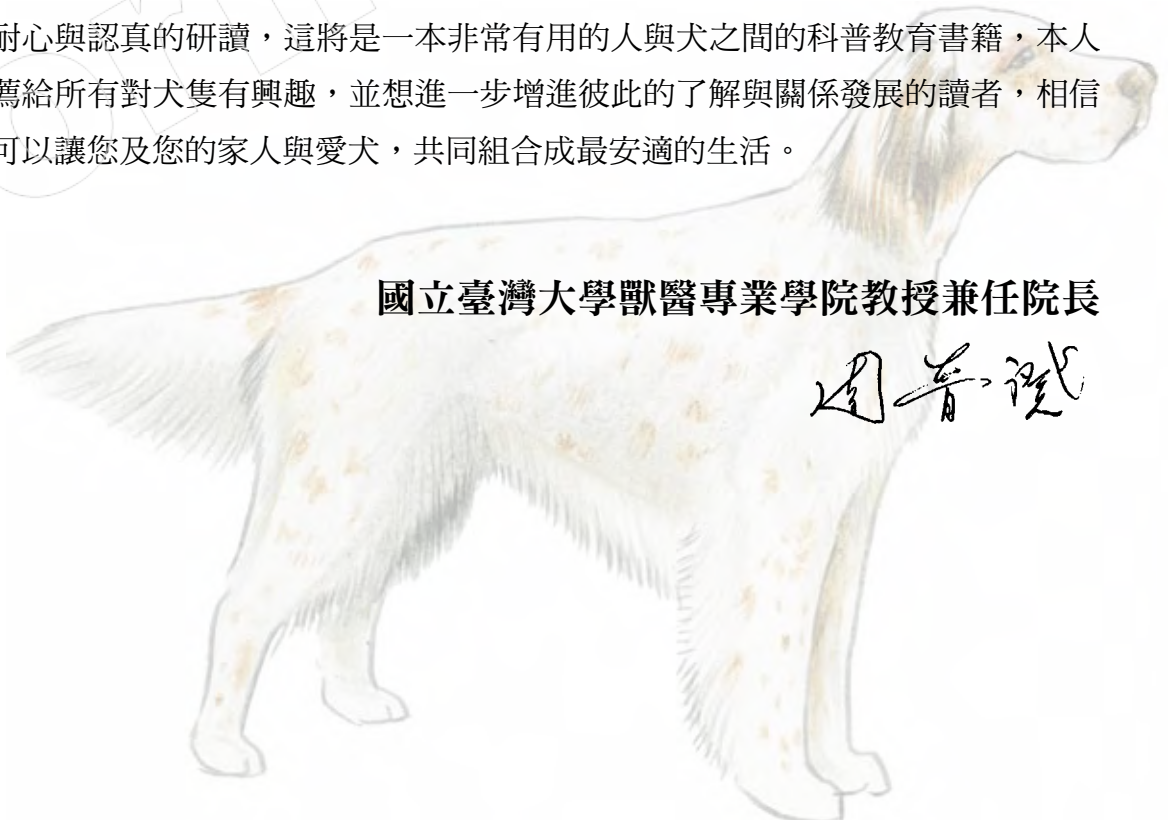 耐心與認真的研讀，這將是一本非常有用的人與犬之間的科普教育書籍，本人
薦給所有對犬隻有興趣，並想進一步增進彼此的了解與關係發展的讀者，相信
可以讓您及您的家人與愛犬，共同組合成最安適的生活。
國立臺灣大學獸醫專業學院教授兼任院長
周晉澄